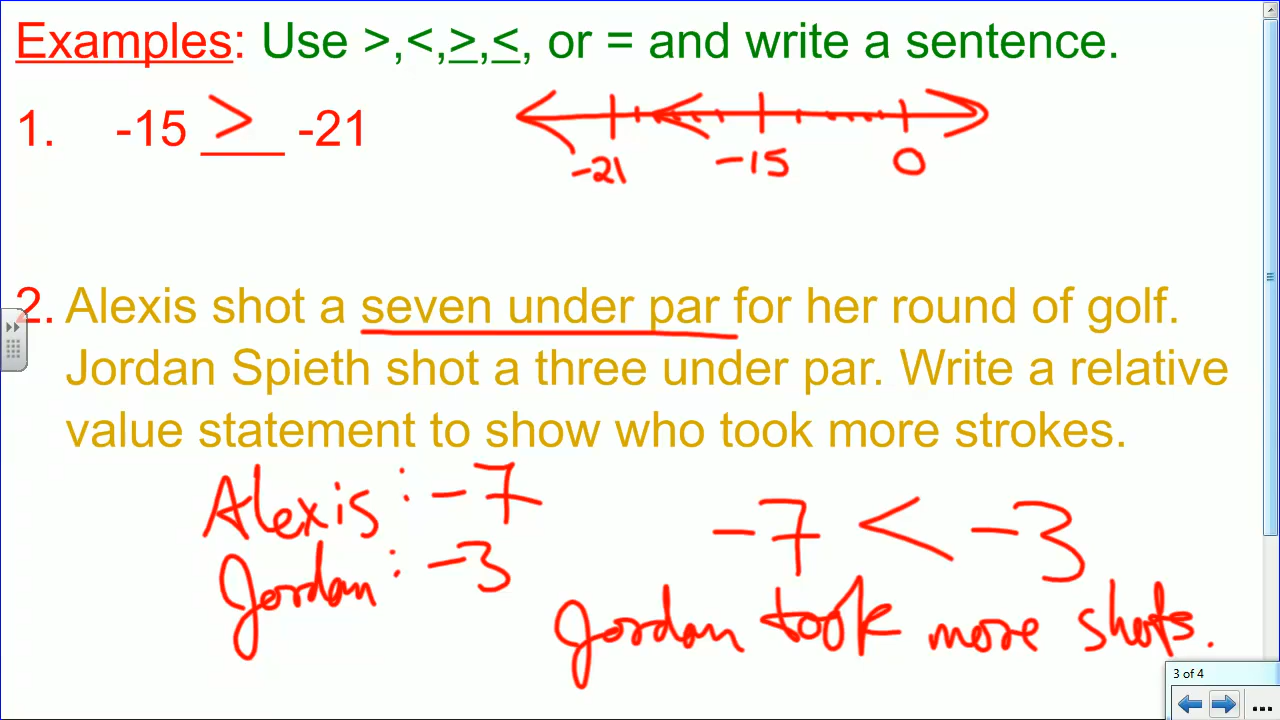 Examples: Use >,<,≥,≤, or = and write a sentence.
1. -15 > -21
-21 -15 0
2. Alexis shot a seven under par for her round of golf.
Jordan Spieth shot a three under par. Write a relative
value statement to show who took more strokes.
Alexis: -7
Jordan: -3
-7 < -3
Jordan took more shots.
3 of 4